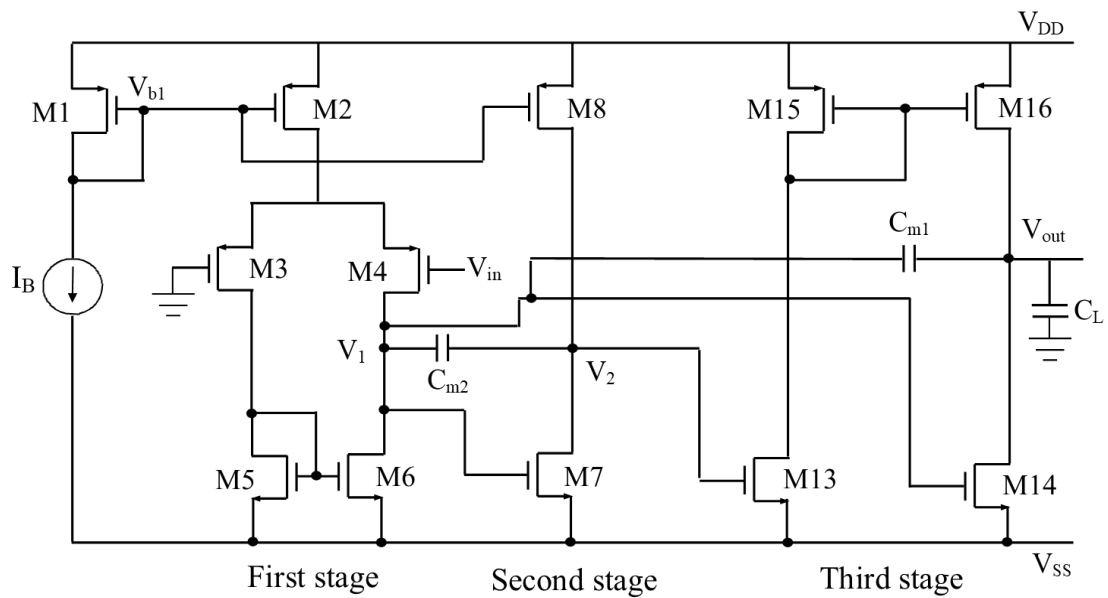 V_DD
V_b1
M1
M2
M8
M15
M16
C_m1
V_out
I_B
M3
M4
V_in
C_L
V_1
C_m2
V_2
M5
M6
M7
M13
M14
V_SS
First stage
Second stage
Third stage